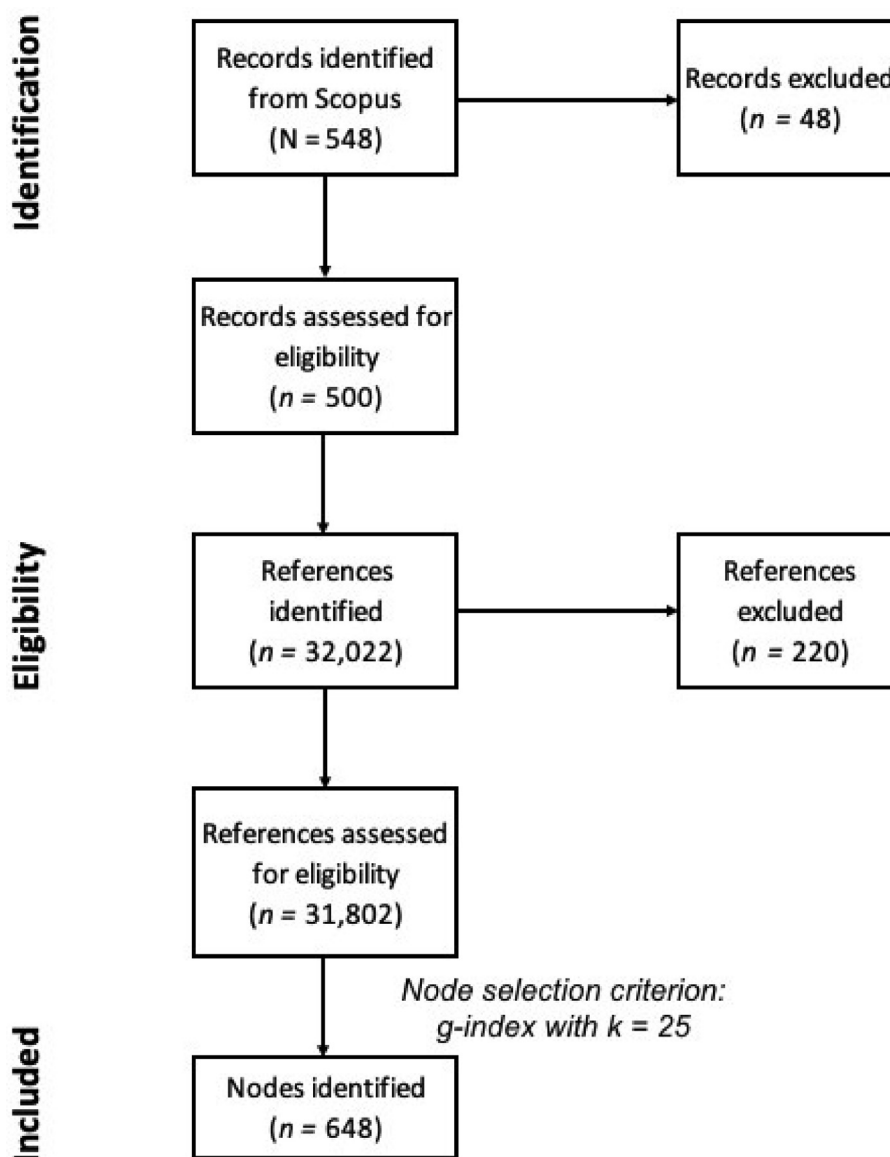 Identification
Records identified
from Scopus
(N = 548)
Records excluded
(n = 48)
Records assessed for
eligibility
(n = 500)
Eligibility
References
identified
(n = 32,022)
References
excluded
(n = 220)
References assessed
for eligibility
(n = 31,802)
Node selection criterion:
g-index with k = 25
Included
Nodes identified
(n = 648)